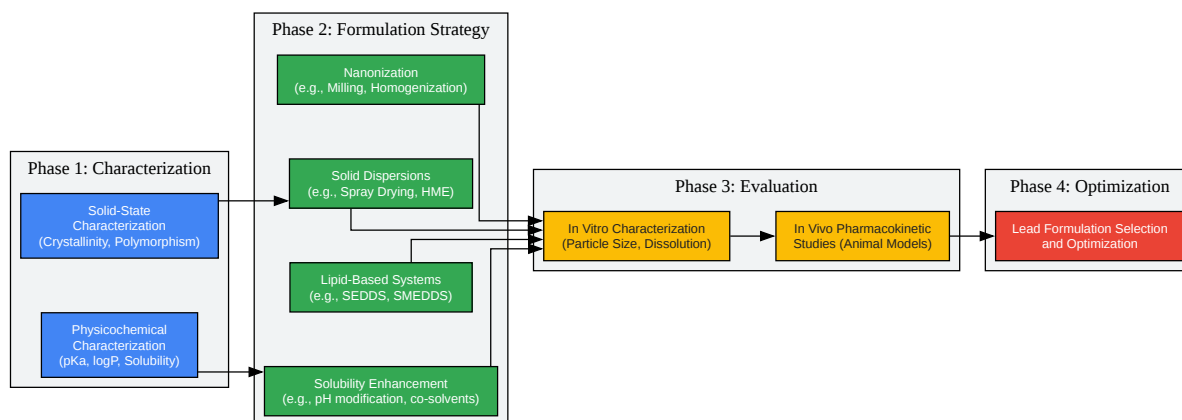 Phase 1: Characterization
Solid-State
Characterization
(Crystallinity, Polymorphism)
Physicochemical
Characterization
(pKa, logP, Solubility)
Phase 2: Formulation Strategy
Nanonization
(e.g., Milling, Homogenization)
Solid Dispersions
(e.g., Spray Drying, HME)
Lipid-Based Systems
(e.g., SEDDS, SMEDDS)
Solubility Enhancement
(e.g., pH modification, co-solvents)
Phase 3: Evaluation
In Vitro Characterization
(Particle Size, Dissolution)
In Vivo Pharmacokinetic
Studies (Animal Models)
Phase 4: Optimization
Lead Formulation Selection
and Optimization